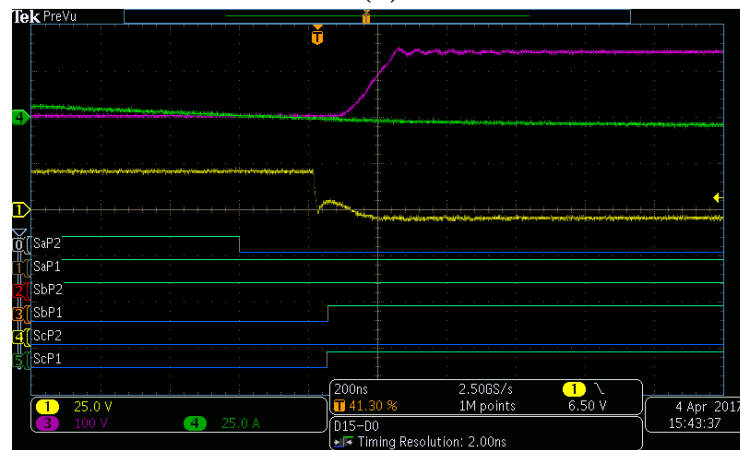 Tek PreVu
T
T
4
1
0 SaP2
1 SaP1
2 SbP2
3 SbP1
4 ScP2
5 ScP1
1 25.0 V
3 100 V 4 25.0 A
200ns 2.50GS/s 1 \
T 41.30 % 1M points 6.50 V
D15-D0
Timing Resolution: 2.00ns
4 Apr 2017
15:43:37